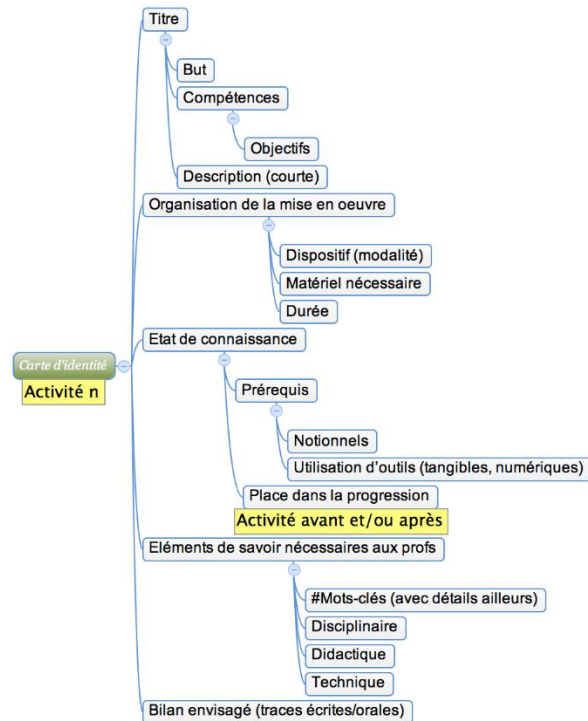 Titre
But
Compétences
Objectifs
Description (courte)
Organisation de la mise en oeuvre
Dispositif (modalité)
Matériel nécessaire
Durée
Etat de connaissance
Carte d'identité
Activité n
Prérequis
Notionnels
Utilisation d'outils (tangibles, numériques)
Place dans la progression
Activité avant et/ou après
Eléments de savoir nécessaires aux profs
#Mots-clés (avec détails ailleurs)
Disciplinaire
Didactique
Technique
Bilan envisagé (traces écrites/orales)